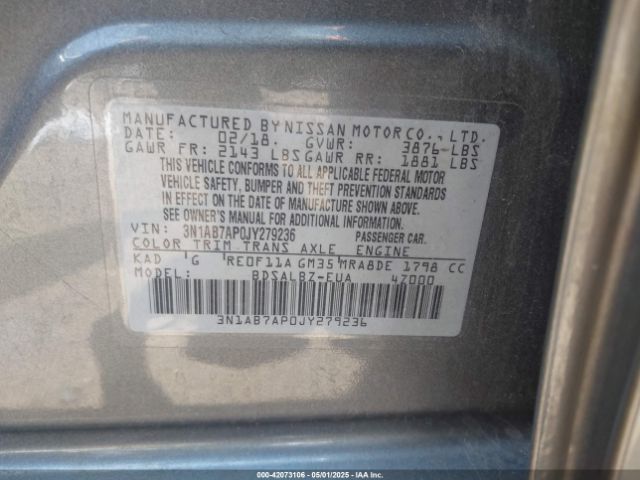 MANUFACTURED BY NISSAN MOTOR CO., LTD.
DATE: 02/18. GVWR: 3876 LBS
GAWR FR: 2143 LBS GAWR RR: 1881 LBS
THIS VEHICLE CONFORMS TO ALL APPLICABLE FEDERAL MOTOR
VEHICLE SAFETY, BUMPER AND THEFT PREVENTION STANDARDS
IN EFFECT ON THE DATE OF MANUFACTURE SHOWN ABOVE.
SEE OWNER'S MANUAL FOR ADDITIONAL INFORMATION.
VIN: 3N1AB7AP0JY279236 PASSENGER CAR.
COLOR TRIM TRANS AXLE ENGINE
KAD G RE0F11A GM35 MRA8DE 1798 CC
BDSALBZ-EUA 47000
3N1AB7AP0JY279236
000-42073106 05/01/2025 IAA Inc.